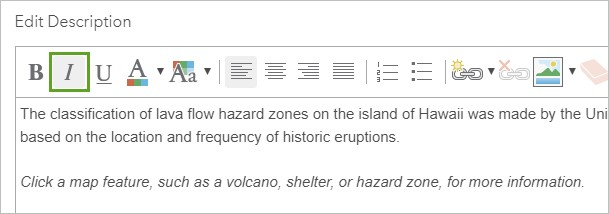 Edit Description
B I U A Aa
The classification of lava flow hazard zones on the island of Hawaii was made by the Uni
based on the location and frequency of historic eruptions.
Click a map feature, such as a volcano, shelter, or hazard zone, for more information.